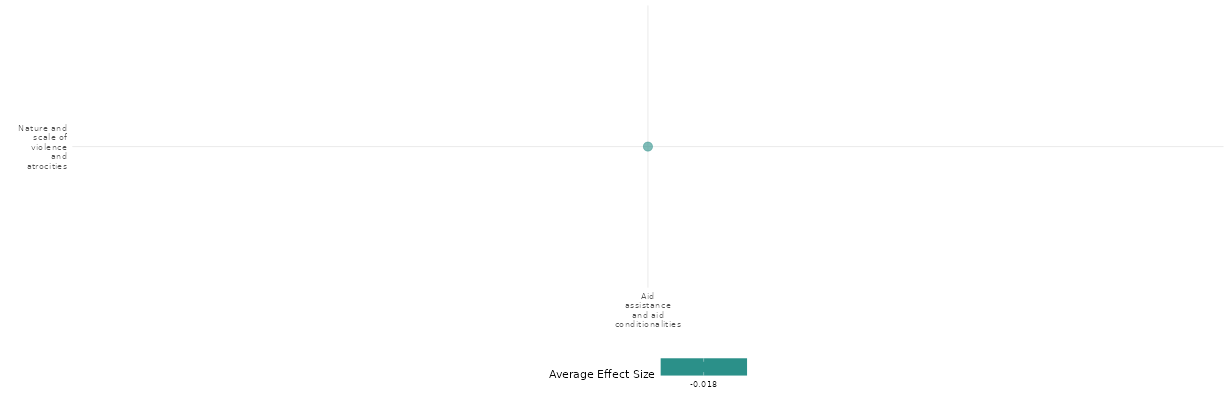 Nature and
scale of
violence
and
atrocities
Aid
assistance
and aid
conditionalities
Average Effect Size
-0.018